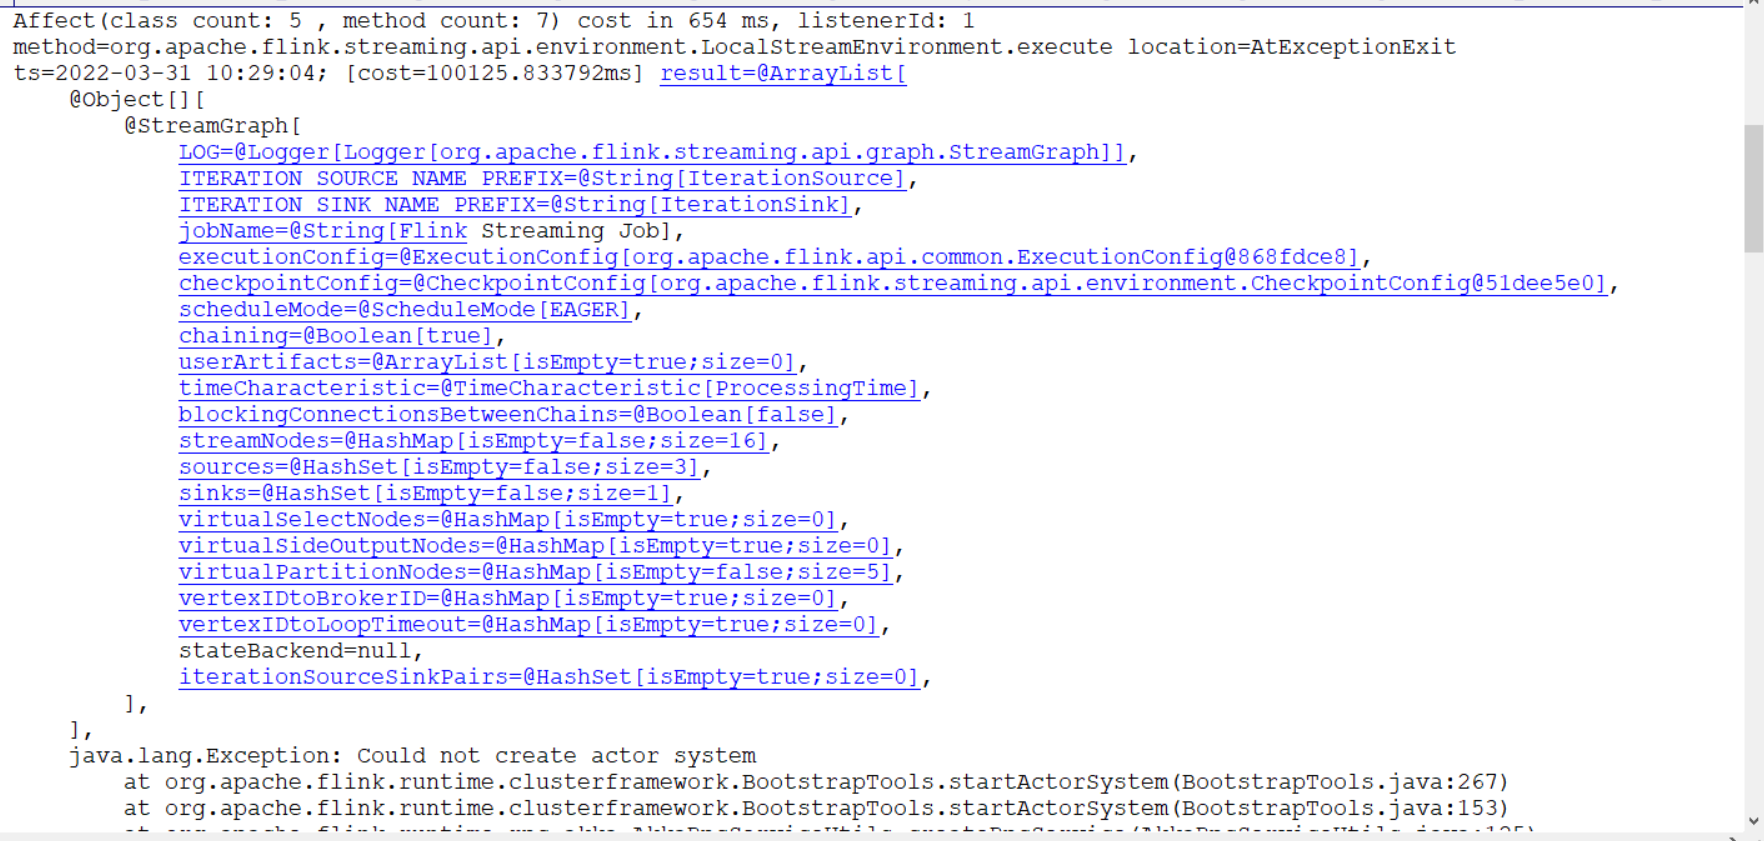 Affect(class count: 5 , method count: 7) cost in 654 ms, listenerId: 1
method=org.apache.flink.streaming.api.environment.LocalStreamEnvironment.execute location=AtExceptionExit
ts=2022-03-31 10:29:04; [cost=100125.833792ms] result=@ArrayList[
@Object[][
@StreamGraph[
LOG=@Logger[Logger[org.apache.flink.streaming.api.graph.StreamGraph]],
ITERATION_SOURCE_NAME_PREFIX=@String[IterationSource],
ITERATION_SINK_NAME_PREFIX=@String[IterationSink],
jobName=@String[Flink Streaming Job],
executionConfig=@ExecutionConfig[org.apache.flink.api.common.ExecutionConfig@868fdce8],
checkpointConfig=@CheckpointConfig[org.apache.flink.streaming.api.environment.CheckpointConfig@51dee5e0],
scheduleMode=@ScheduleMode[EAGER],
chaining=@Boolean[true],
userArtifacts=@ArrayList[isEmpty=true;size=0],
timeCharacteristic=@TimeCharacteristic[ProcessingTime],
blockingConnectionsBetweenChains=@Boolean[false],
streamNodes=@HashMap[isEmpty=false;size=16],
sources=@HashSet[isEmpty=false;size=3],
sinks=@HashSet[isEmpty=false;size=1],
virtualSelectNodes=@HashMap[isEmpty=true;size=0],
virtualSideOutputNodes=@HashMap[isEmpty=true;size=0],
virtualPartitionNodes=@HashMap[isEmpty=false;size=5],
vertexIDtoBrokerID=@HashMap[isEmpty=true;size=0],
vertexIDtoLoopTimeout=@HashMap[isEmpty=true;size=0],
stateBackend=null,
iterationSourceSinkPairs=@HashSet[isEmpty=true;size=0],
],
],
java.lang.Exception: Could not create actor system
at org.apache.flink.runtime.clusterframework.BootstrapTools.startActorSystem(BootstrapTools.java:267)
at org.apache.flink.runtime.clusterframework.BootstrapTools.startActorSystem(BootstrapTools.java:153)